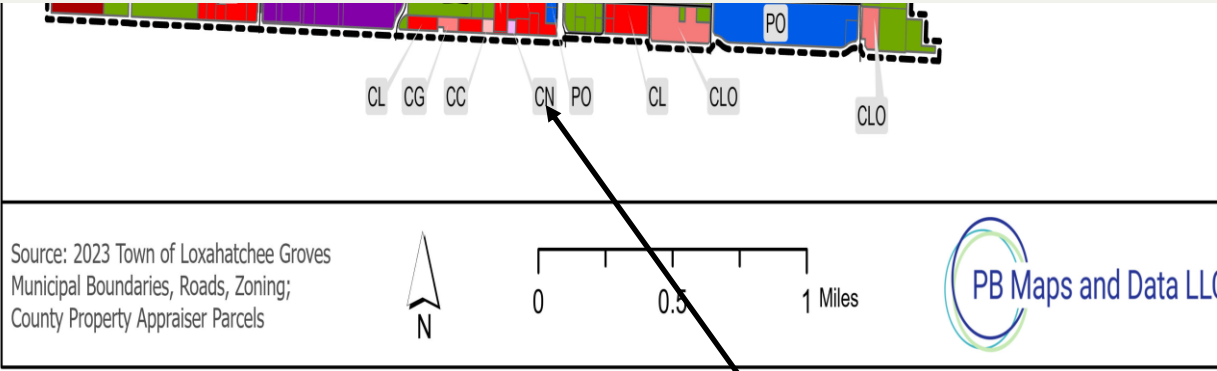 PO
CL CG CC CN PO CL CLO
CLO
Source: 2023 Town of Loxahatchee Groves
Municipal Boundaries, Roads, Zoning;
County Property Appraiser Parcels
N
0 0.5 1 Miles
PB Maps and Data LLC